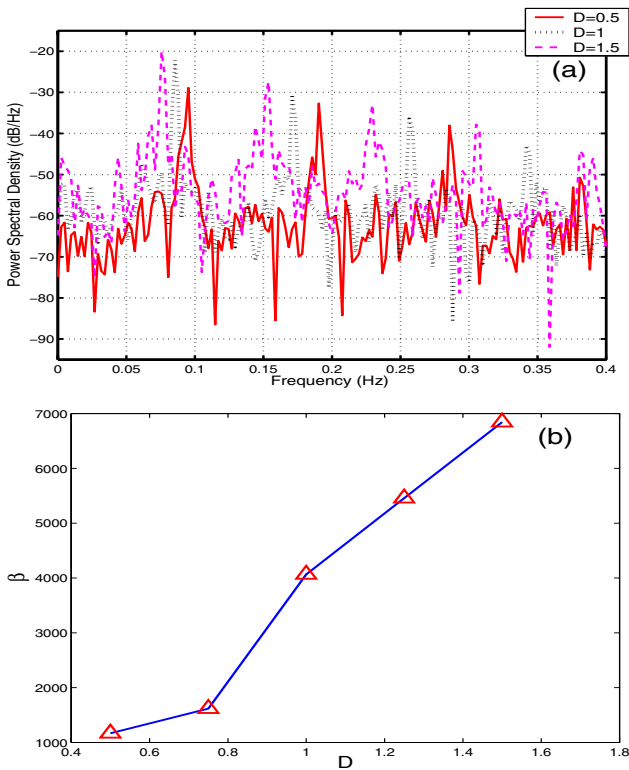 D=0.5
D=1
D=1.5
(a)
Power Spectral Density (dB/Hz)
−20
−30
−40
−50
−60
−70
−80
−90
0 0.05 0.1 0.15 0.2 0.25 0.3 0.35 0.4
Frequency (Hz)
(b)
β
7000
6000
5000
4000
3000
2000
1000
0.4 0.6 0.8 1 1.2 1.4 1.6 1.8
D